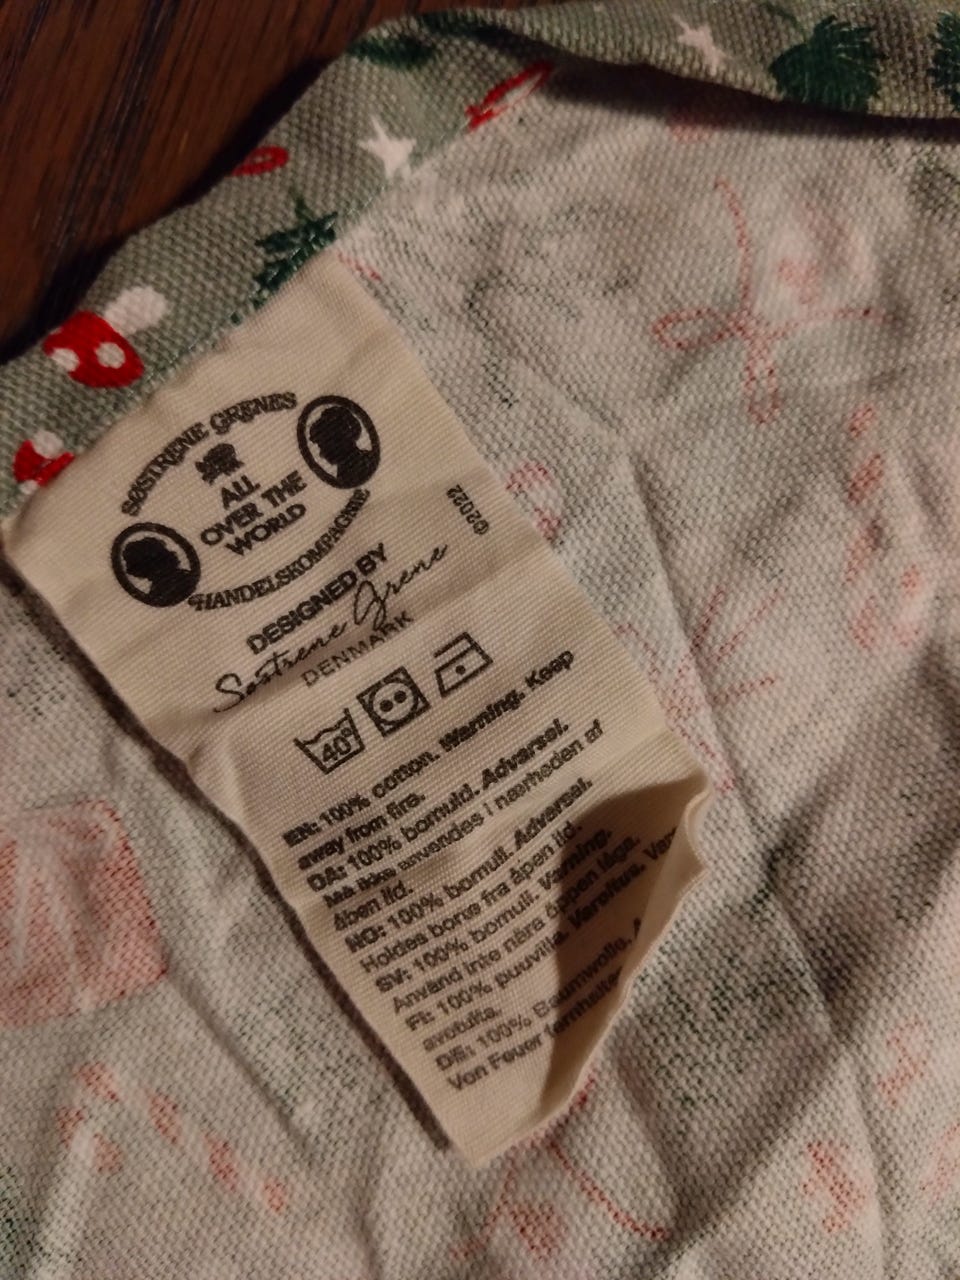 SØSTRENE GRENES
ALL
OVER THE
WORLD
HANDELSKOMPAGNIE
©2022
DESIGNED BY
Søstrene Grene
DENMARK
40°
EN: 100% cotton. Warning. Keep
away from fire.
DA: 100% bomuld. Advarsel.
Må ikke anvendes i nærheden af
åben ild.
NO: 100% bomull. Advarsel.
Holdes borte fra åpen ild.
SV: 100% bomull. Varning.
Använd inte nära öppen låga.
FI: 100% puuvilla. Varoitus.
avotulta.
DE: 100% Baumwolle.
Von Feuer fernhalten